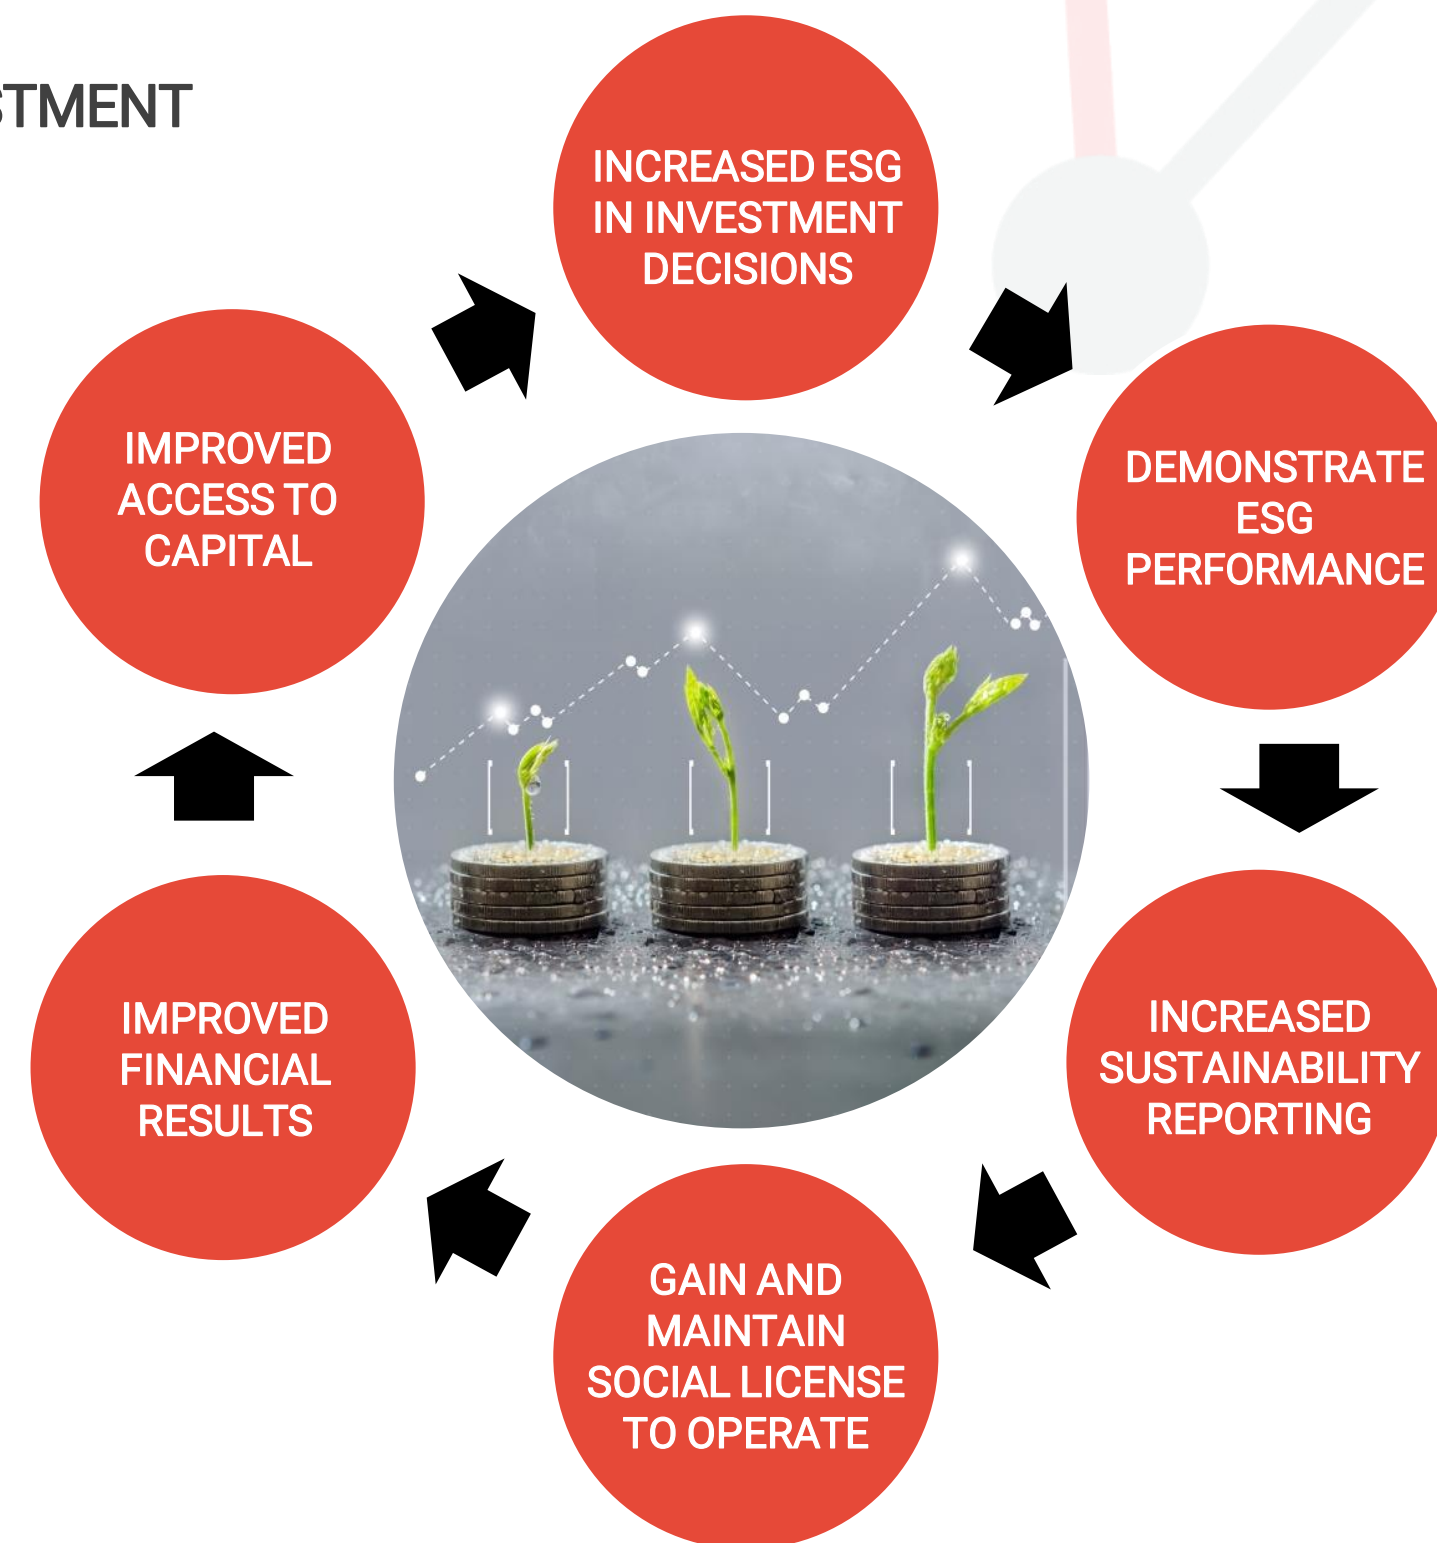 STMENT
INCREASED ESG
IN INVESTMENT
DECISIONS
DEMONSTRATE
ESG
PERFORMANCE
INCREASED
SUSTAINABILITY
REPORTING
GAIN AND
MAINTAIN
SOCIAL LICENSE
TO OPERATE
IMPROVED
FINANCIAL
RESULTS
IMPROVED
ACCESS TO
CAPITAL